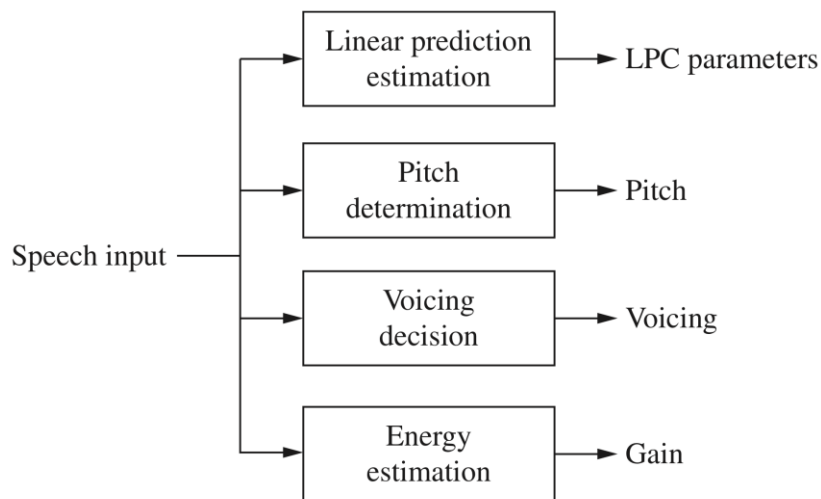 Linear prediction
estimation
LPC parameters
Pitch
determination
Pitch
Speech input
Voicing
decision
Voicing
Energy
estimation
Gain